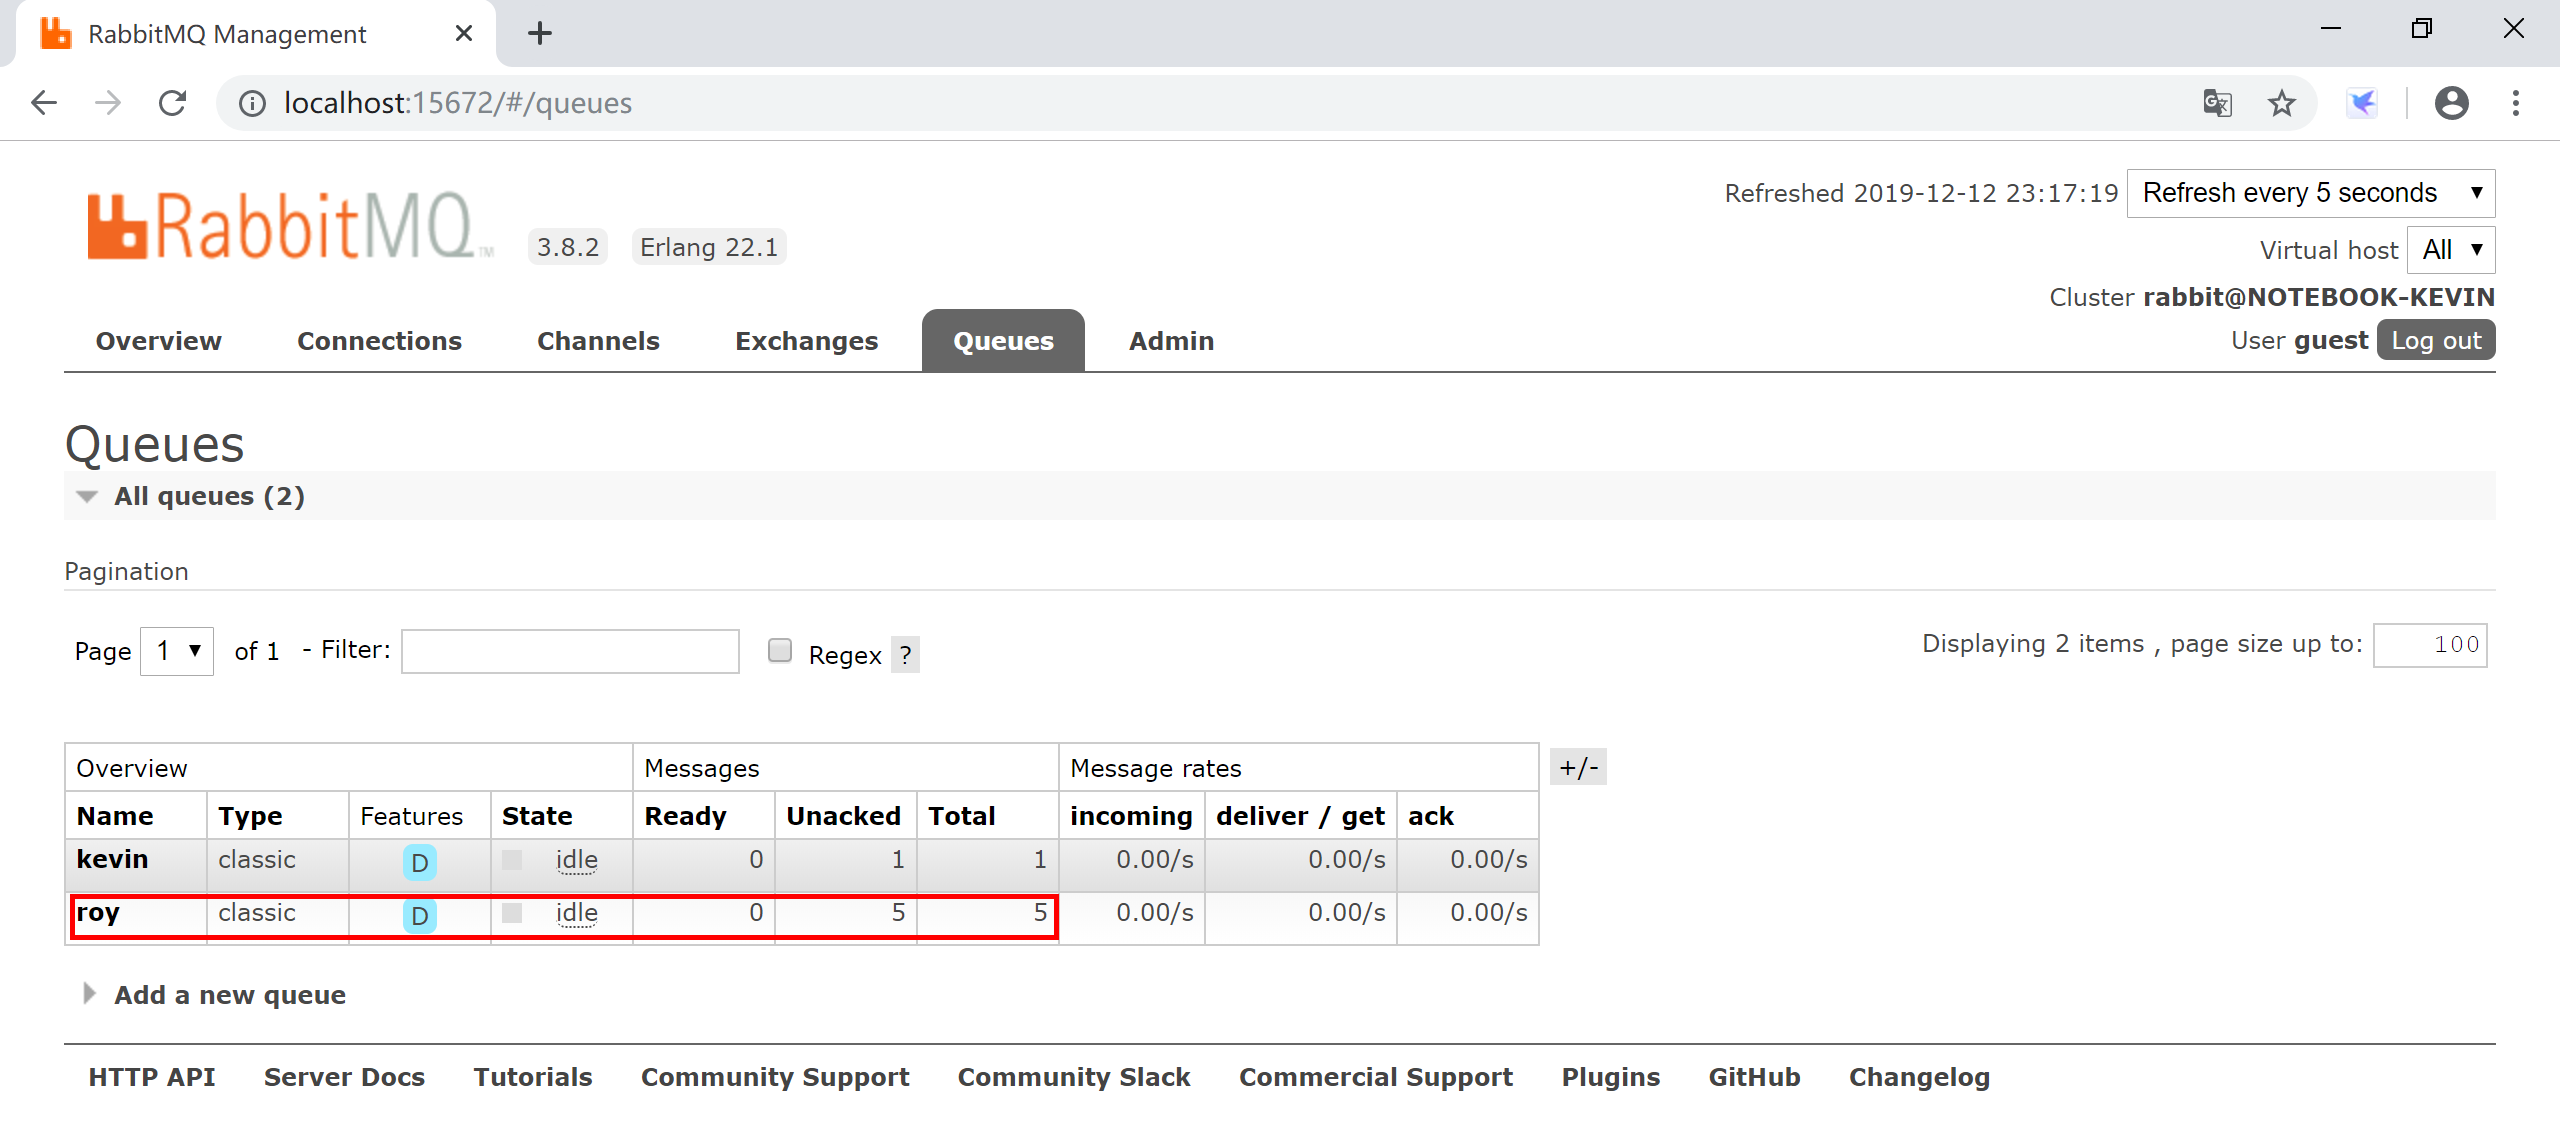 RabbitMQ Management
localhost:15672/#/queues
Refreshed 2019-12-12 23:17:19 Refresh every 5 seconds
RabbitMQ™ 3.8.2 Erlang 22.1
Virtual host All
Cluster rabbit@NOTEBOOK-KEVIN
User guest Log out
Overview Connections Channels Exchanges Queues Admin
Queues
All queues (2)
Pagination
Page 1 of 1 - Filter: Regex ? Displaying 2 items , page size up to: 100
Overview Messages Message rates +/-
Name Type Features State Ready Unacked Total incoming deliver / get ack
kevin classic D idle 0 1 1 0.00/s 0.00/s 0.00/s
roy classic D idle 0 5 5 0.00/s 0.00/s 0.00/s
Add a new queue
HTTP API Server Docs Tutorials Community Support Community Slack Commercial Support Plugins GitHub Changelog